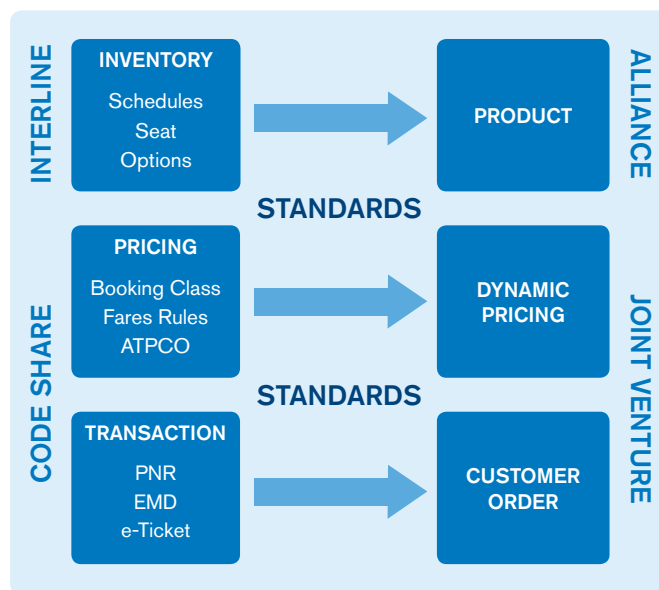 INTERLINE
INVENTORY
Schedules
Seat
Options
PRODUCT
ALLIANCE
STANDARDS
CODE SHARE
PRICING
Booking Class
Fares Rules
ATPCO
DYNAMIC
PRICING
JOINT VENTURE
STANDARDS
TRANSACTION
PNR
EMD
e-Ticket
CUSTOMER
ORDER